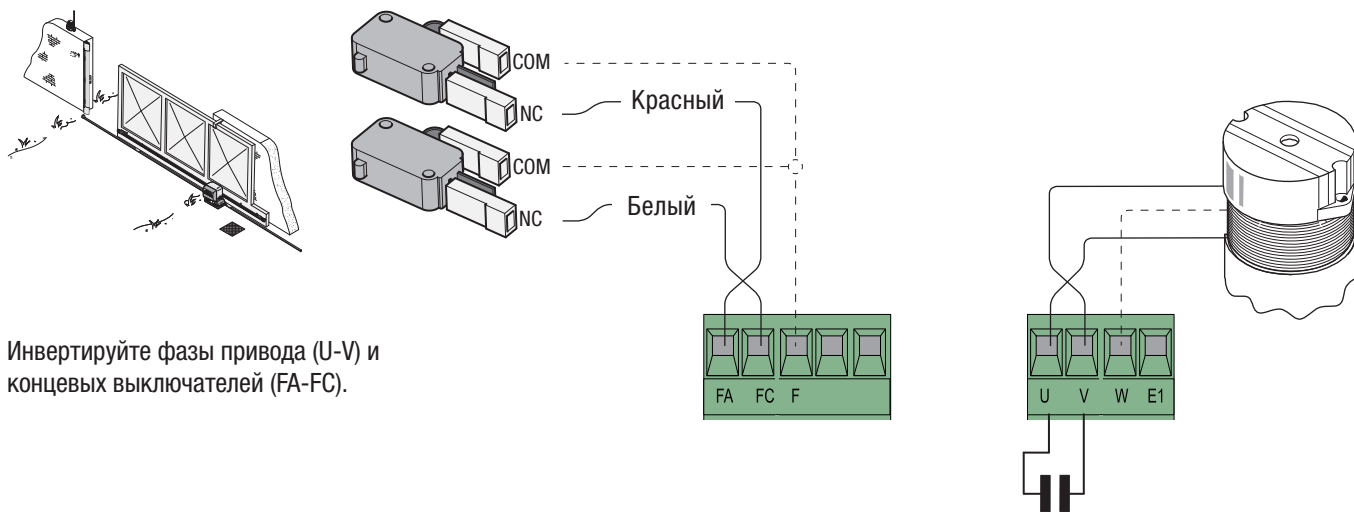 COM
NC
Красный
COM
NC
Белый
Инвертируйте фазы привода (U-V) и
концевых выключателей (FA-FC).
FA FC F
U V W E1